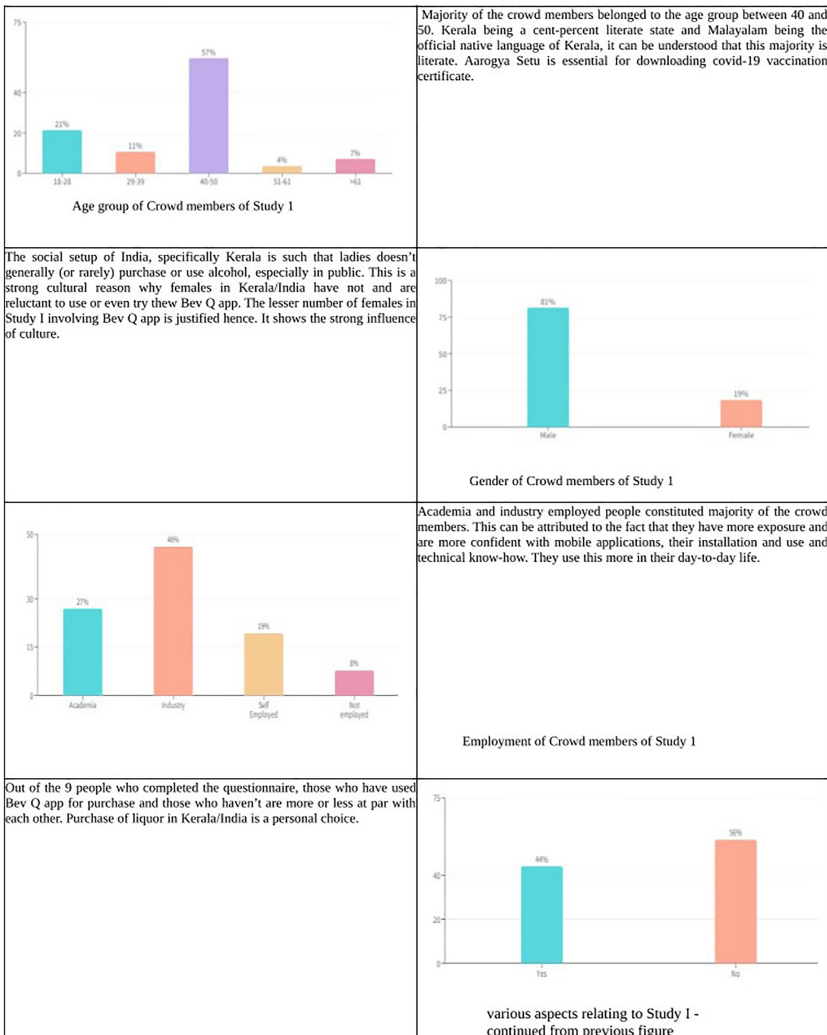 75
40
20
0
21%
11%
57%
4%
7%
18-28
29-39
40-50
51-61
>61
Age group of Crowd members of Study 1
Majority of the crowd members belonged to the age group between 40 and
50. Kerala being a cent-percent literate state and Malayalam being the
official native language of Kerala, it can be understood that this majority is
literate. Aarogya Setu is essential for downloading covid-19 vaccination
certificate.
The social setup of India, specifically Kerala is such that ladies doesn't
generally (or rarely) purchase or use alcohol, especially in public. This is a
strong cultural reason why females in Kerala/India have not and are
reluctant to use or even try thew Bev Q app. The lesser number of females in
Study I involving Bev Q app is justified hence. It shows the strong influence
of culture.
100
75
50
25
0
81%
19%
Male
Female
Gender of Crowd members of Study 1
50
30
15
0
27%
46%
19%
8%
Academia
Industry
Self
Employed
Not
employed
Academia and industry employed people constituted majority of the crowd
members. This can be attributed to the fact that they have more exposure and
are more confident with mobile applications, their installation and use and
technical know-how. They use this more in their day-to-day life.
Employment of Crowd members of Study 1
Out of the 9 people who completed the questionnaire, those who have used
Bev Q app for purchase and those who haven't are more or less at par with
each other. Purchase of liquor in Kerala/India is a personal choice.
75
40
20
0
44%
56%
Yes
No
various aspects relating to Study I -
continued from previous figure